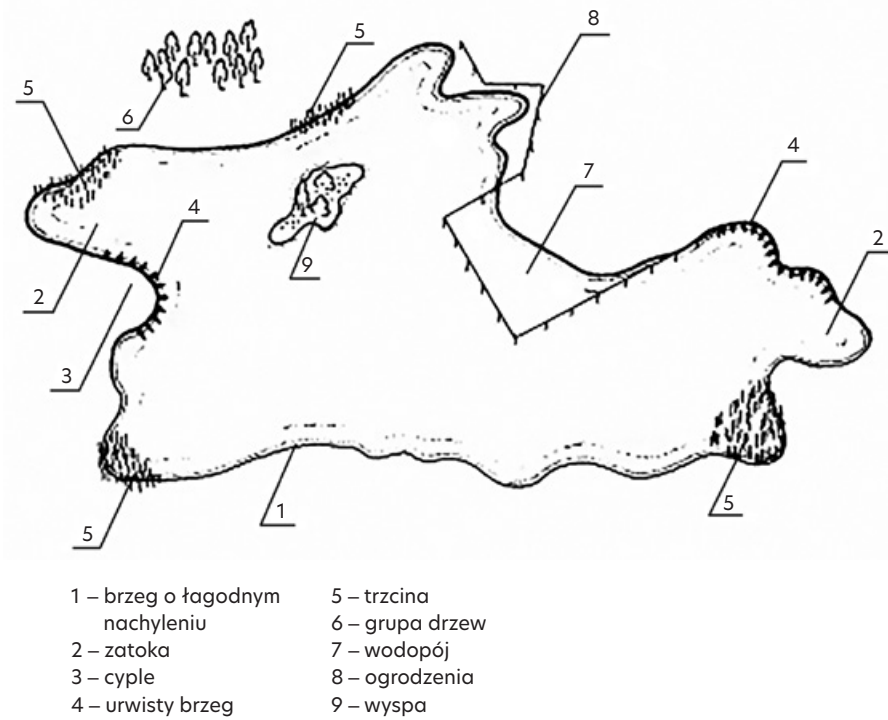 8
5
5
6
4
7
4
9
2
2
3
5
5
1
1 – brzeg o łagodnym
nachyleniu
2 – zatoka
3 – cyple
4 – urwisty brzeg
5 – trzcina
6 – grupa drzew
7 – wodopój
8 – ogrodzenia
9 – wyspa